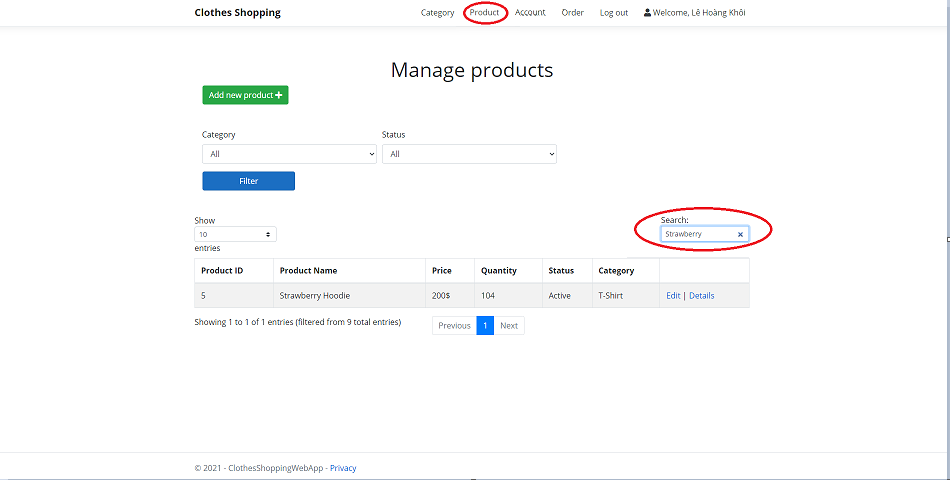 Clothes Shopping Category Product Account Order Log out Welcome, Lê Hoàng Khôi
Manage products
Add new product
Category Status
All All
Filter
Show Search:
10 Strawberry
entries
Product ID Product Name Price Quantity Status Category
5 Strawberry Hoodie 200$ 104 Active T-Shirt Edit | Details
Showing 1 to 1 of 1 entries (filtered from 9 total entries) Previous 1 Next
© 2021 - ClothesShoppingWebApp - Privacy